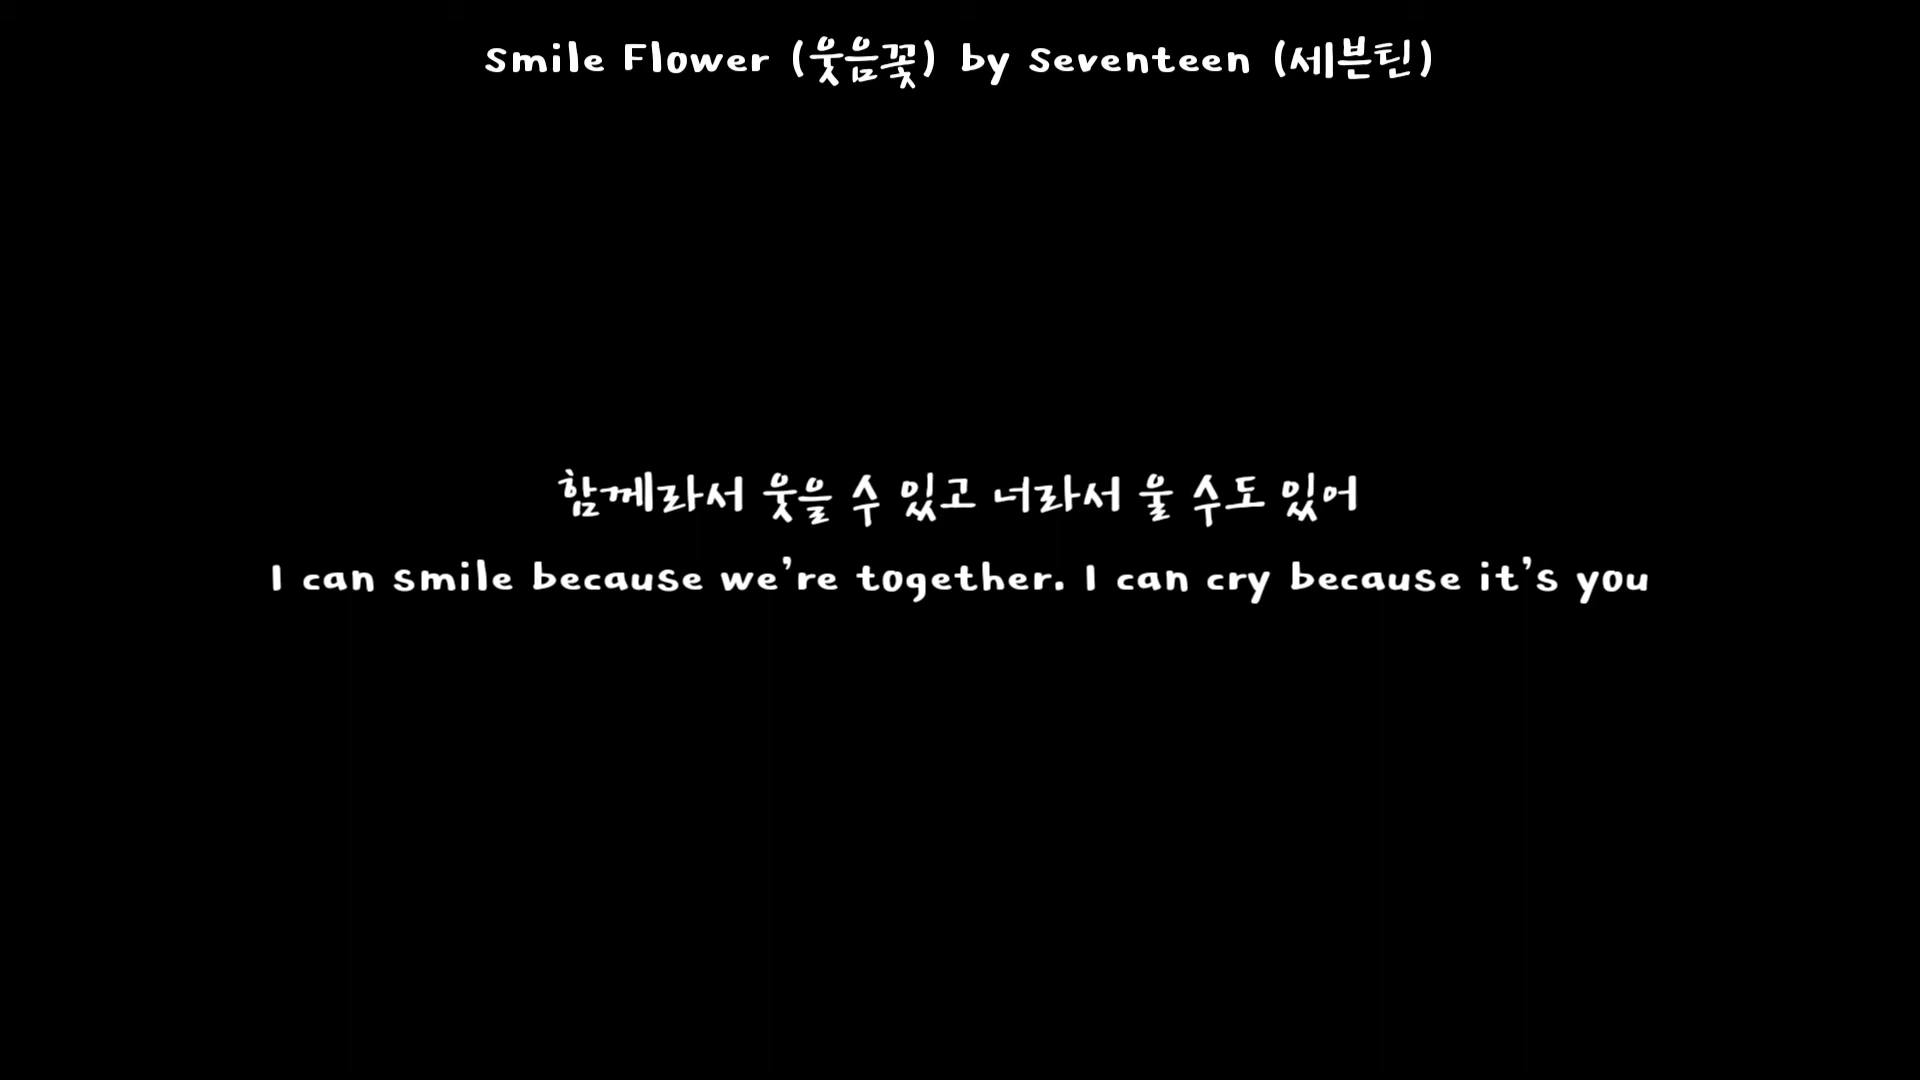 Smile Flower (웃음꽃) by Seventeen (세븐틴)
함께라서 웃을 수 있고 너라서 울 수도 있어
I can smile because we're together. I can cry because it's you